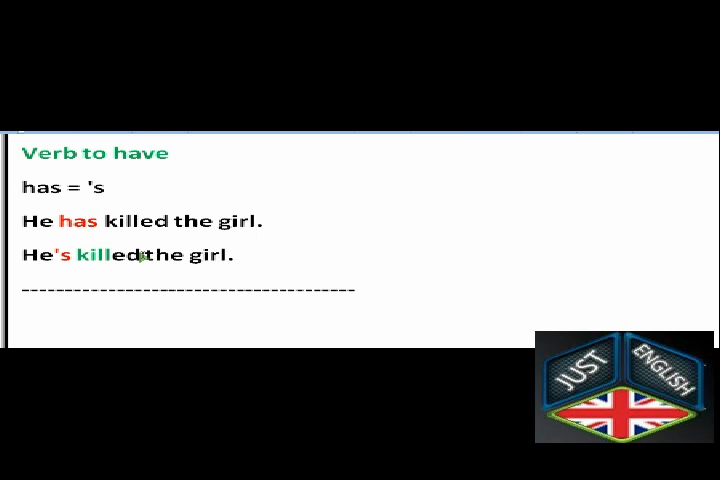 Verb to have
has = 's
He has killed the girl.
He's killed the girl.
-------------------------------------
JUST ENGLISH